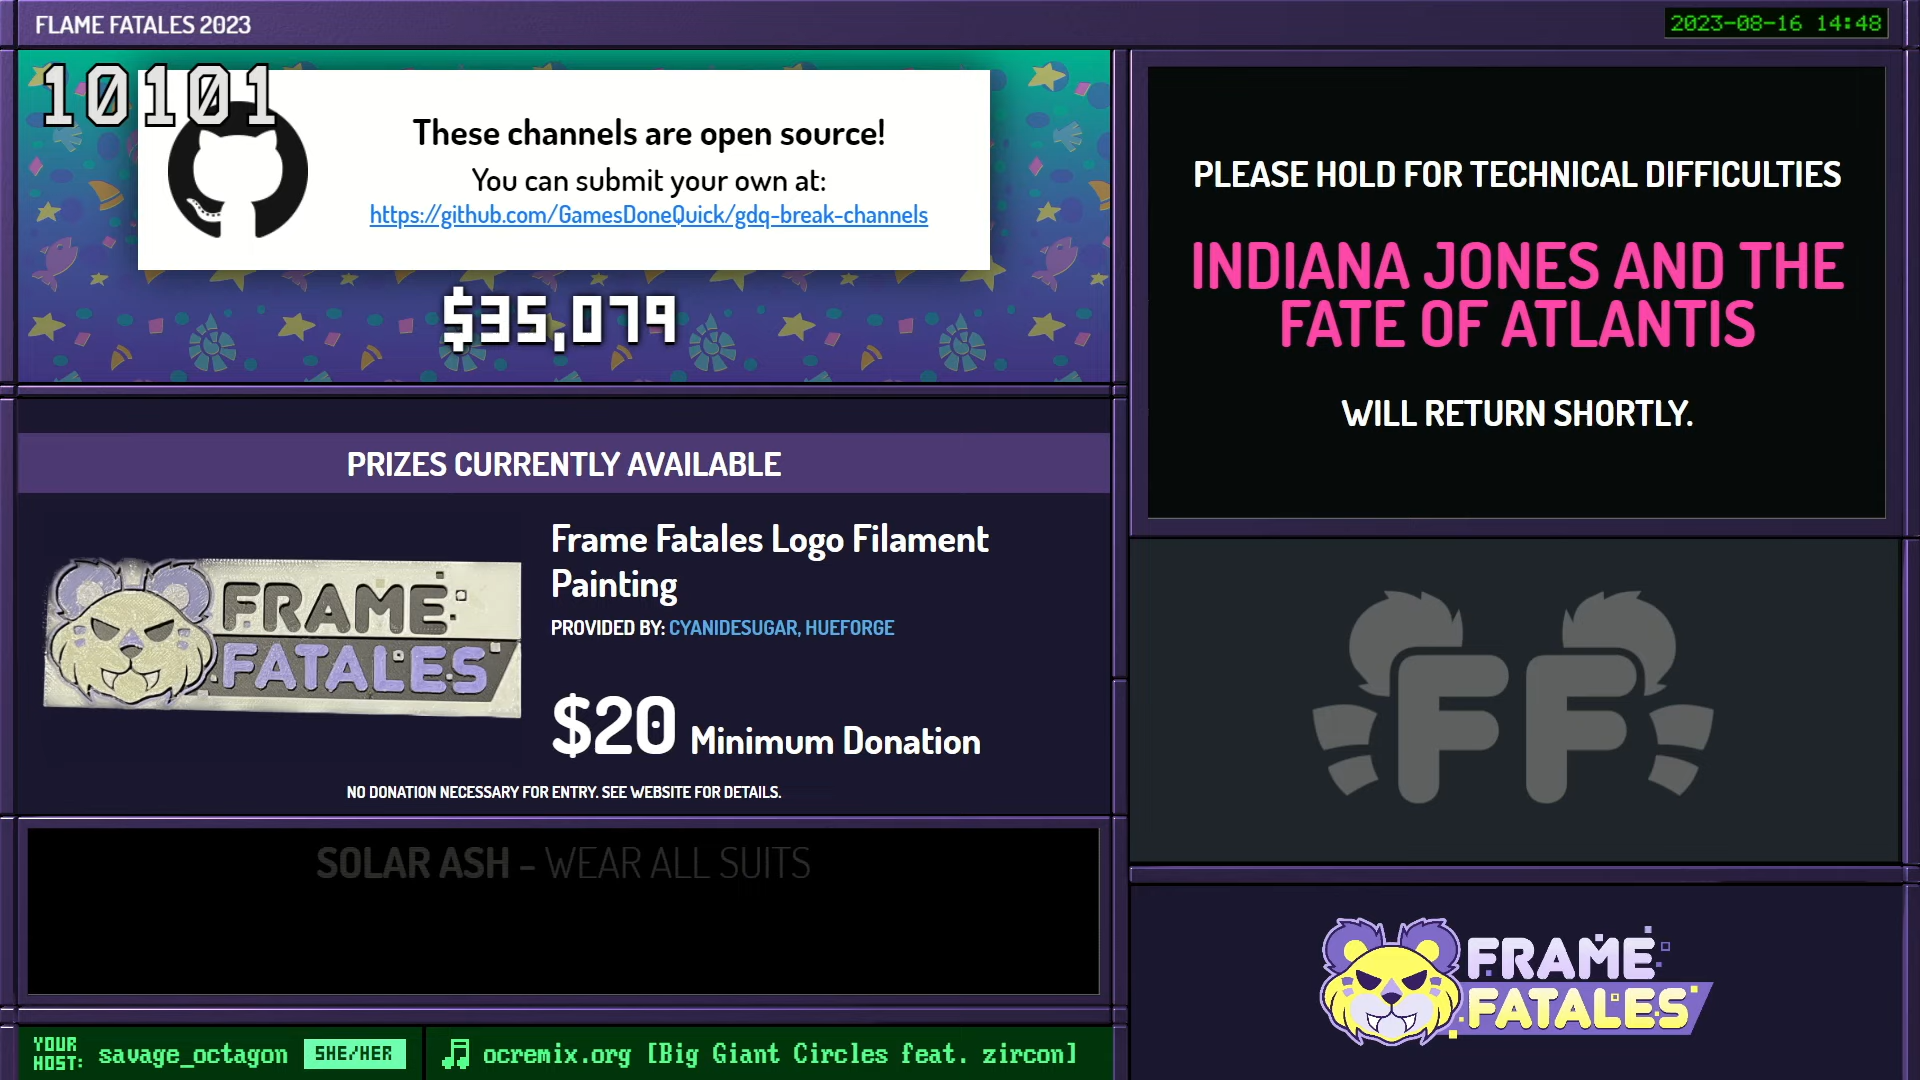 FLAME FATALES 2023
2023-08-16 14:48
10101
These channels are open source!
You can submit your own at:
https://github.com/GamesDoneQuick/gdq-break-channels
$35,079
PLEASE HOLD FOR TECHNICAL DIFFICULTIES
INDIANA JONES AND THE
FATE OF ATLANTIS
WILL RETURN SHORTLY.
PRIZES CURRENTLY AVAILABLE
FRAME
FATALES
Frame Fatales Logo Filament
Painting
PROVIDED BY: CYANIDESUGAR, HUEFORGE
$20 Minimum Donation
NO DONATION NECESSARY FOR ENTRY. SEE WEBSITE FOR DETAILS.
FF
SOLAR ASH - WEAR ALL SUITS
FRAME
FATALES
YOUR
HOST:
savage_octagon SHE/HER
ocremix.org [Big Giant Circles feat. zircon]